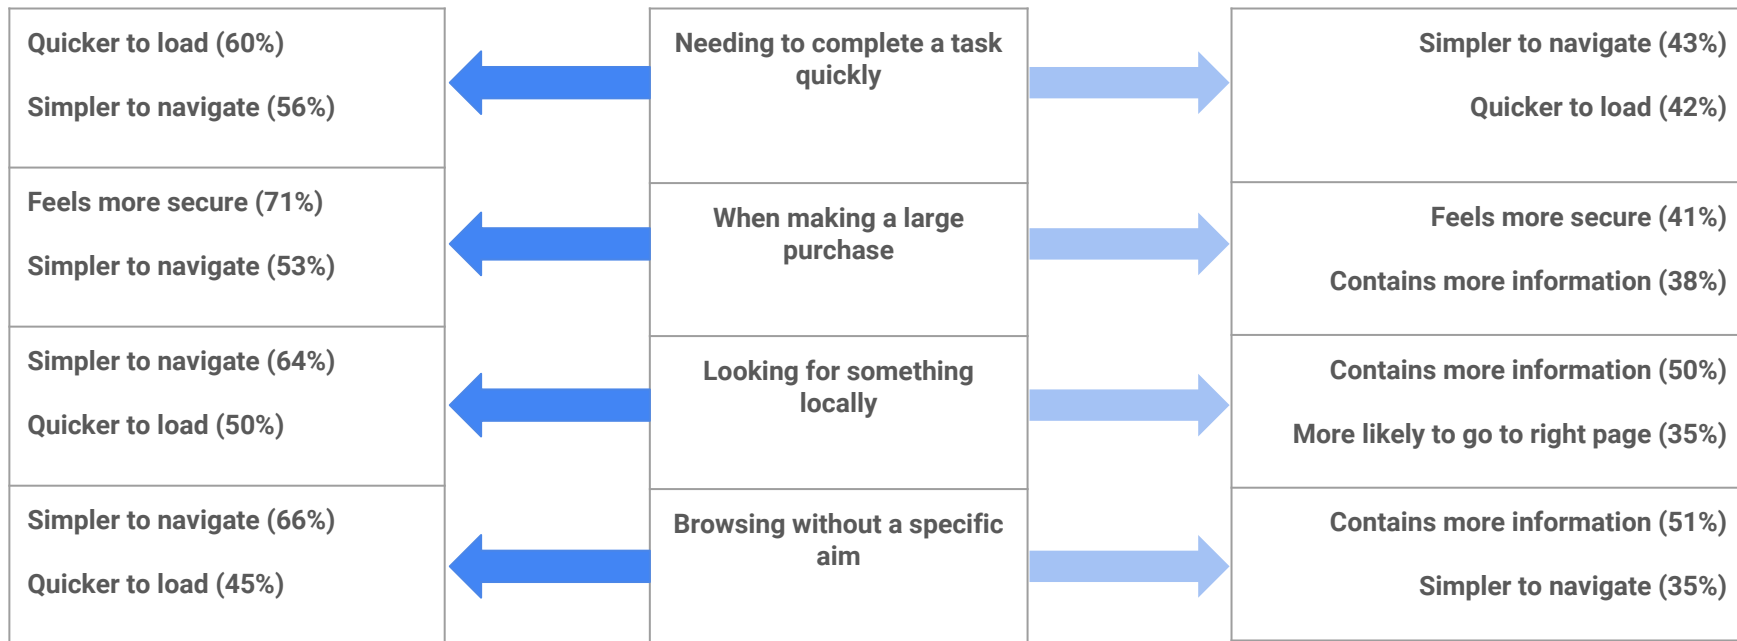 Quicker to load (60%)
Simpler to navigate (56%)
Needing to complete a task
quickly
Simpler to navigate (43%)
Quicker to load (42%)
Feels more secure (71%)
Simpler to navigate (53%)
When making a large
purchase
Feels more secure (41%)
Contains more information (38%)
Simpler to navigate (64%)
Quicker to load (50%)
Looking for something
locally
Contains more information (50%)
More likely to go to right page (35%)
Simpler to navigate (66%)
Quicker to load (45%)
Browsing without a specific
aim
Contains more information (51%)
Simpler to navigate (35%)